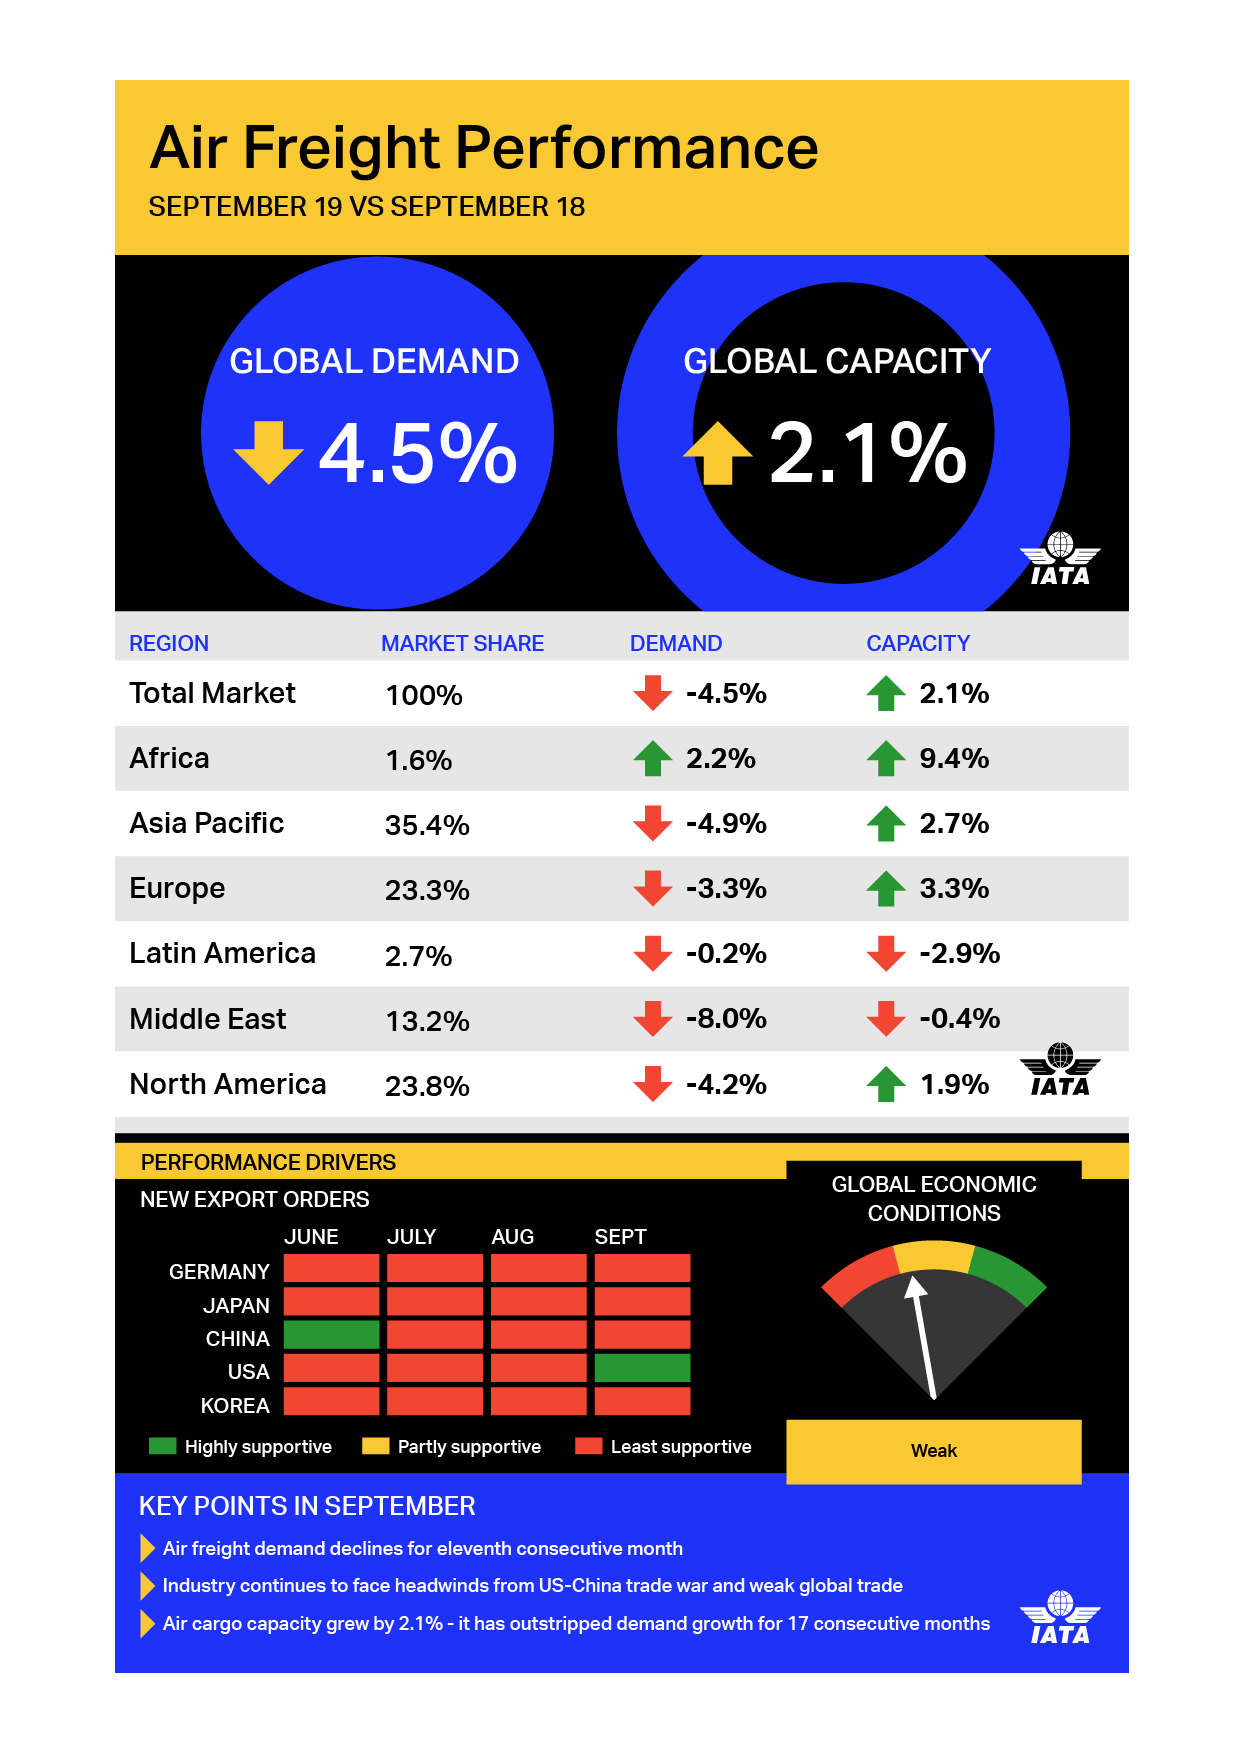 Air Freight Performance
SEPTEMBER 19 VS SEPTEMBER 18
GLOBAL DEMAND
4.5%
GLOBAL CAPACITY
2.1%
IATA
REGION MARKET SHARE DEMAND CAPACITY
Total Market 100% -4.5% 2.1%
Africa 1.6% 2.2% 9.4%
Asia Pacific 35.4% -4.9% 2.7%
Europe 23.3% -3.3% 3.3%
Latin America 2.7% -0.2% -2.9%
Middle East 13.2% -8.0% -0.4%
North America 23.8% -4.2% 1.9%
IATA
PERFORMANCE DRIVERS
NEW EXPORT ORDERS
JUNE JULY AUG SEPT
GERMANY
JAPAN
CHINA
USA
KOREA
Highly supportive Partly supportive Least supportive
GLOBAL ECONOMIC
CONDITIONS
Weak
KEY POINTS IN SEPTEMBER
Air freight demand declines for eleventh consecutive month
Industry continues to face headwinds from US-China trade war and weak global trade
Air cargo capacity grew by 2.1% - it has outstripped demand growth for 17 consecutive months
IATA